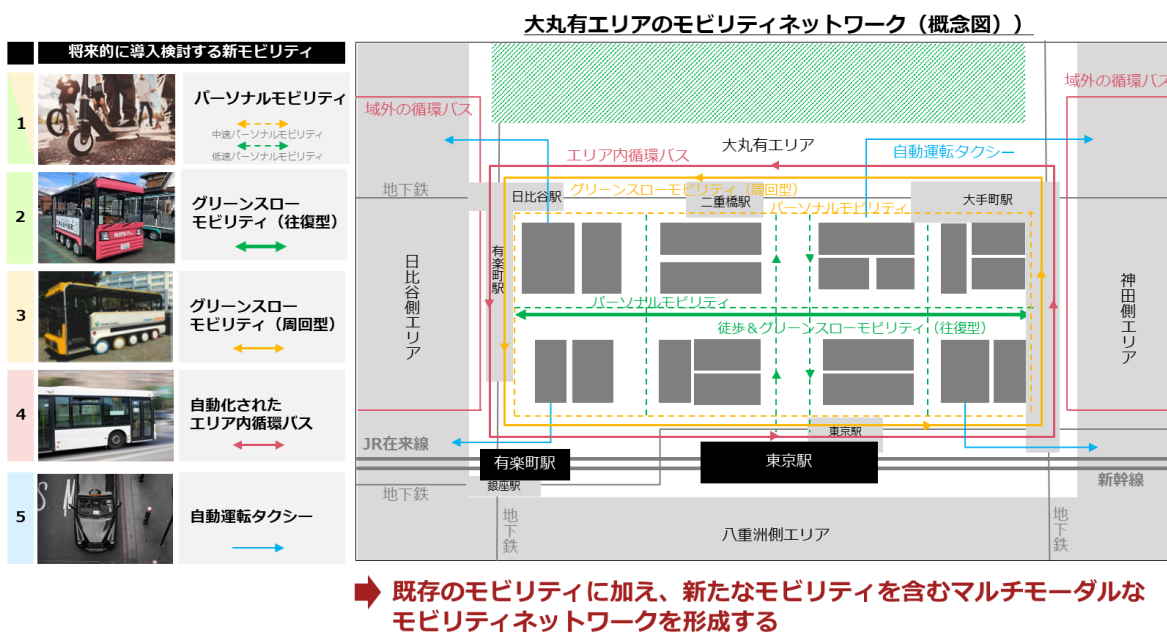 大丸有エリアのモビリティネットワーク（概念図））
将来的に導入検討する新モビリティ
1
パーソナルモビリティ
中速パーソナルモビリティ
低速パーソナルモビリティ
2
グリーンスロー
モビリティ（往復型）
3
グリーンスロー
モビリティ（周回型）
4
自動化された
エリア内循環バス
5
自動運転タクシー
域外の循環バス
域外の循環バス
大丸有エリア
エリア内循環バス
自動運転タクシー
地下鉄
日比谷駅
グリーンスローモビリティ（周回型）
二重橋駅
パーソナルモビリティ
大手町駅
有楽町駅
日比谷側エリア
神田側エリア
パーソナルモビリティ
徒歩＆グリーンスローモビリティ（往復型）
東京駅
JR在来線
有楽町駅
東京駅
新幹線
地下鉄
銀座駅
地下鉄
八重洲側エリア
地下鉄
既存のモビリティに加え、新たなモビリティを含むマルチモーダルな
モビリティネットワークを形成する